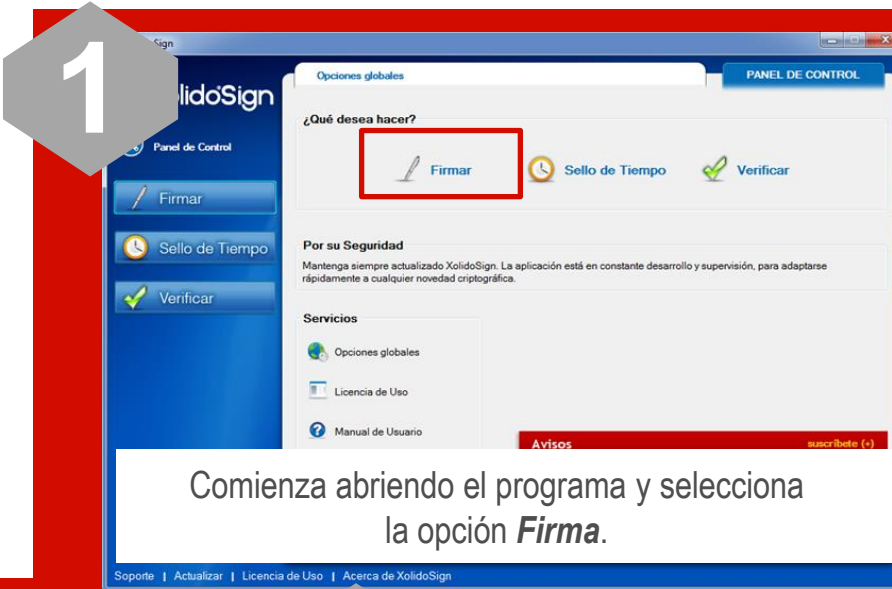 1
Sign
lidoSign
Panel de Control
Firmar
Sello de Tiempo
Verificar
Opciones globales
PANEL DE CONTROL
¿Qué desea hacer?
Firmar
Sello de Tiempo
Verificar
Por su Seguridad
Mantenga siempre actualizado XolidoSign. La aplicación está en constante desarrollo y supervisión, para adaptarse
rápidamente a cualquier novedad criptográfica.
Servicios
Opciones globales
Licencia de Uso
Manual de Usuario
Avisos
suscríbete (+)
Comienza abriendo el programa y selecciona
la opción Firma.
Soporte | Actualizar | Licencia de Uso | Acerca de XolidoSign